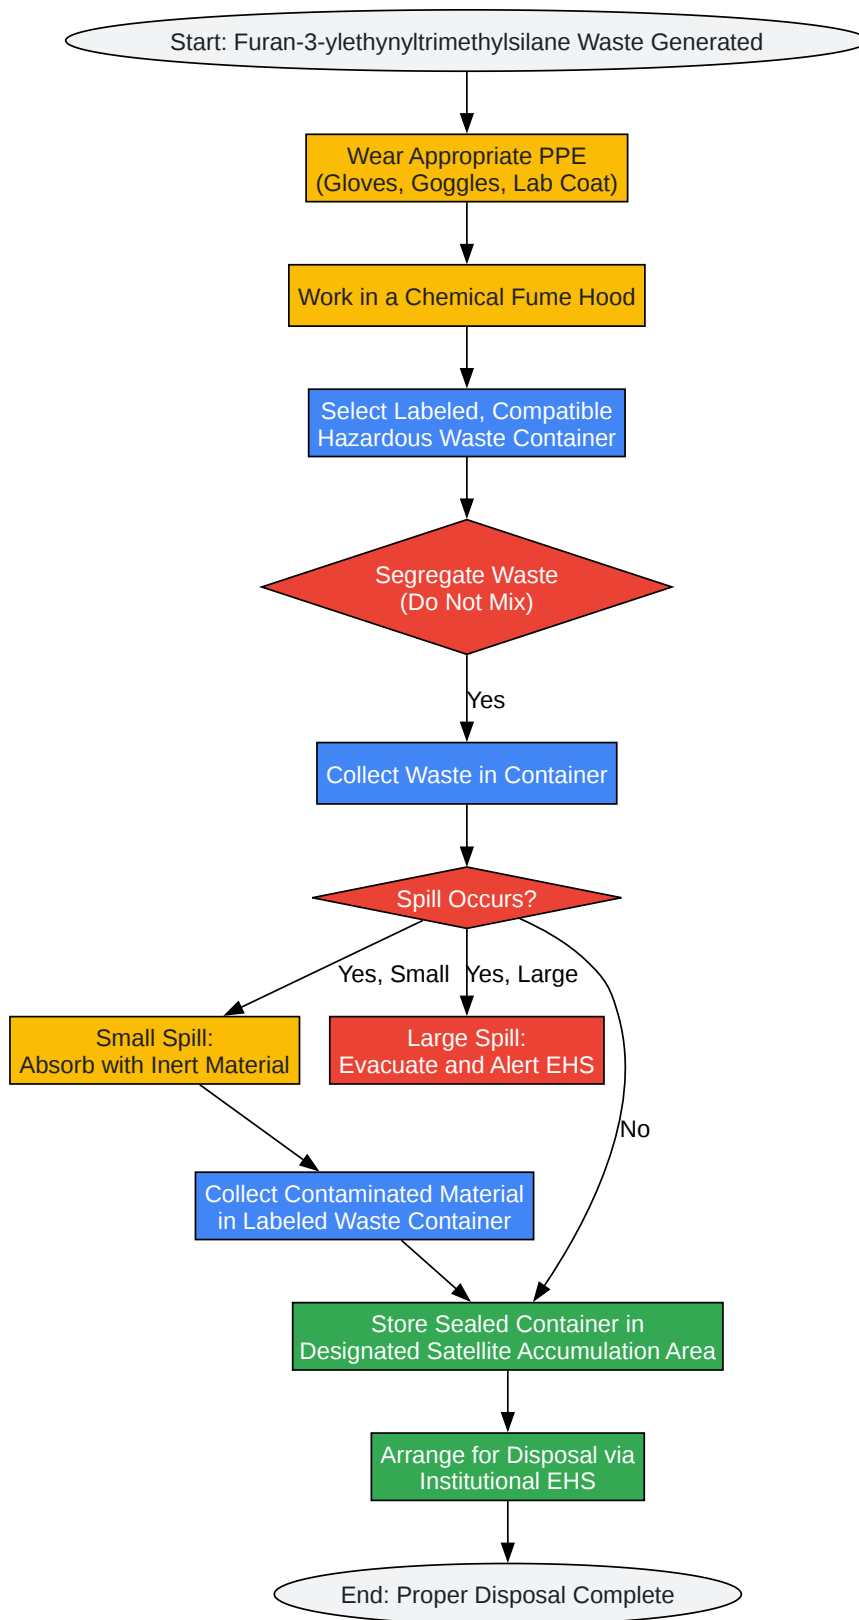 Start: Furan-3-ylethynyltrimethylsilane Waste Generated
Wear Appropriate PPE
(Gloves, Goggles, Lab Coat)
Work in a Chemical Fume Hood
Select Labeled, Compatible
Hazardous Waste Container
Segregate Waste
(Do Not Mix)
Yes
Collect Waste in Container
Spill Occurs?
Yes, Small
Yes, Large
Small Spill:
Absorb with Inert Material
Large Spill:
Evacuate and Alert EHS
No
Collect Contaminated Material
in Labeled Waste Container
Store Sealed Container in
Designated Satellite Accumulation Area
Arrange for Disposal via
Institutional EHS
End: Proper Disposal Complete